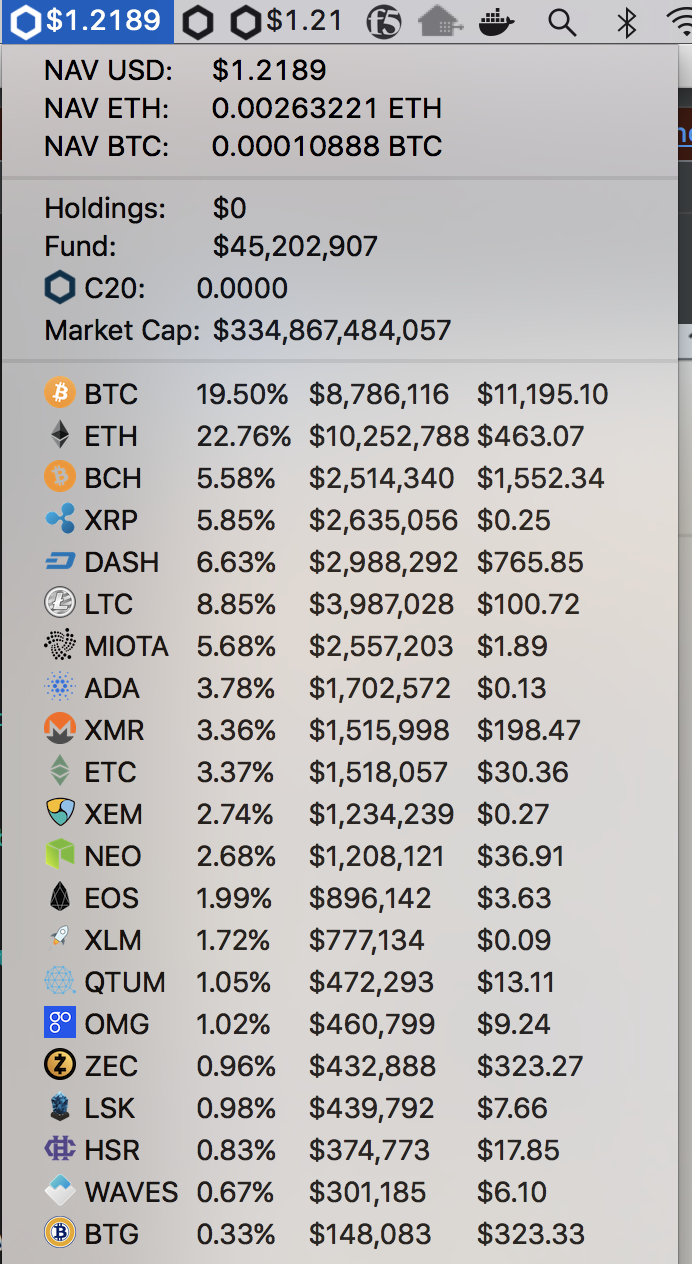 $1.2189 $1.21 f5
NAV USD: $1.2189
NAV ETH: 0.00263221 ETH
NAV BTC: 0.00010888 BTC
Holdings: $0
Fund: $45,202,907
C20: 0.0000
Market Cap: $334,867,484,057
BTC 19.50% $8,786,116 $11,195.10
ETH 22.76% $10,252,788 $463.07
BCH 5.58% $2,514,340 $1,552.34
XRP 5.85% $2,635,056 $0.25
DASH 6.63% $2,988,292 $765.85
LTC 8.85% $3,987,028 $100.72
MIOTA 5.68% $2,557,203 $1.89
ADA 3.78% $1,702,572 $0.13
XMR 3.36% $1,515,998 $198.47
ETC 3.37% $1,518,057 $30.36
XEM 2.74% $1,234,239 $0.27
NEO 2.68% $1,208,121 $36.91
EOS 1.99% $896,142 $3.63
XLM 1.72% $777,134 $0.09
QTUM 1.05% $472,293 $13.11
OMG 1.02% $460,799 $9.24
ZEC 0.96% $432,888 $323.27
LSK 0.98% $439,792 $7.66
HSR 0.83% $374,773 $17.85
WAVES 0.67% $301,185 $6.10
BTG 0.33% $148,083 $323.33